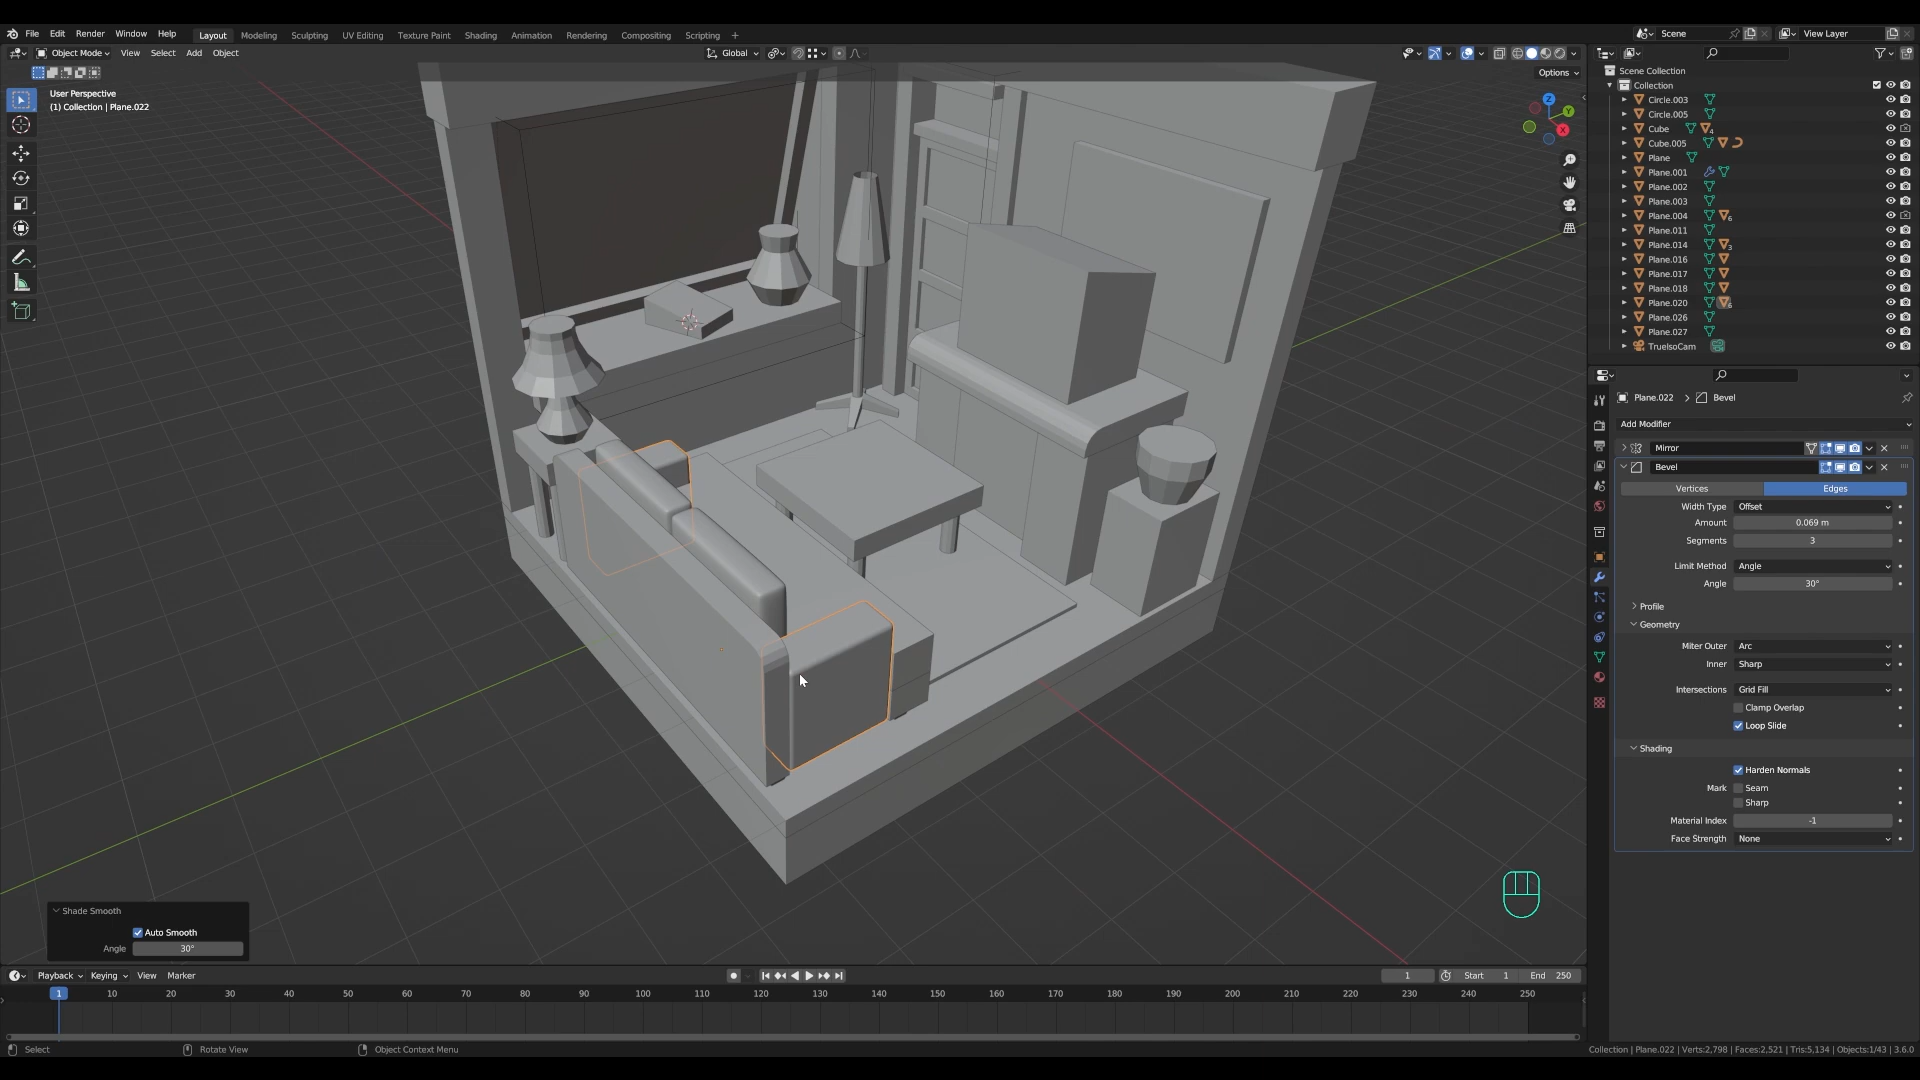 File Edit Render Window Help Layout Modeling Sculpting UV Editing Texture Paint Shading Animation Rendering Compositing Scripting + Scene View Layer
Object Mode View Select Add Object Global
Options
User Perspective
(1) Collection | Plane.022
Z
Y
X
Scene Collection
Collection
Circle.003
Circle.005
Cube 4
Cube.005
Plane
Plane.001
Plane.002
Plane.003
Plane.004 6
Plane.011
Plane.014 3
Plane.016
Plane.017
Plane.018
Plane.020 6
Plane.026
Plane.027
TrueIsoCam
Plane.022 > Bevel
Add Modifier
Mirror
Bevel
Vertices Edges
Width Type Offset
Amount 0.069 m
Segments 3
Limit Method Angle
Angle 30°
Profile
Geometry
Miter Outer Arc
Inner Sharp
Intersections Grid Fill
Clamp Overlap
Loop Slide
Shading
Harden Normals
Mark Seam
Sharp
Material Index -1
Face Strength None
Shade Smooth
Auto Smooth
Angle 30°
Playback Keying View Marker 1 Start 1 End 250
1 10 20 30 40 50 60 70 80 90 100 110 120 130 140 150 160 170 180 190 200 210 220 230 240 250
Select Rotate View Object Context Menu Collection | Plane.022 | Verts:2,798 | Faces:2,521 | Tris:5,134 | Objects:1/43 | 3.6.0